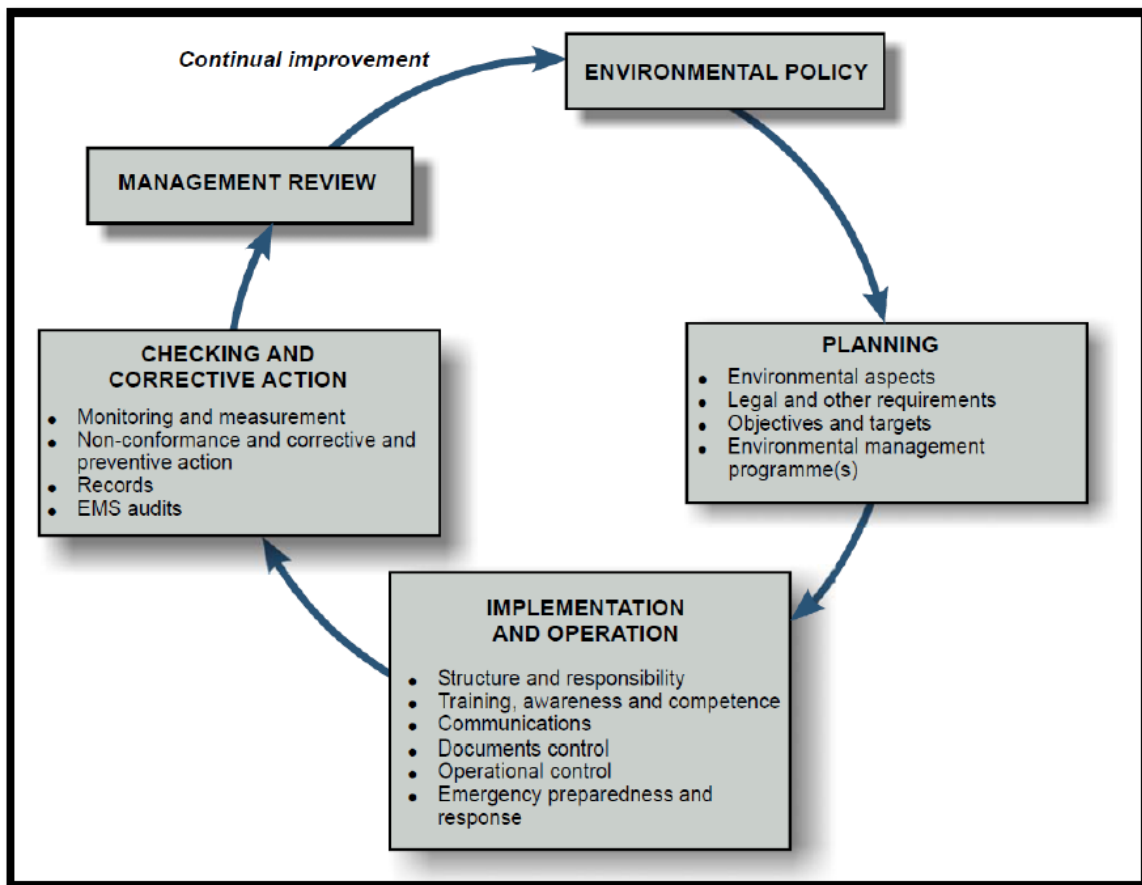 Continual improvement
ENVIRONMENTAL POLICY
MANAGEMENT REVIEW
PLANNING
• Environmental aspects
• Legal and other requirements
• Objectives and targets
• Environmental management
programme(s)
IMPLEMENTATION
AND OPERATION
• Structure and responsibility
• Training, awareness and competence
• Communications
• Documents control
• Operational control
• Emergency preparedness and
response
CHECKING AND
CORRECTIVE ACTION
• Monitoring and measurement
• Non-conformance and corrective and
preventive action
• Records
• EMS audits